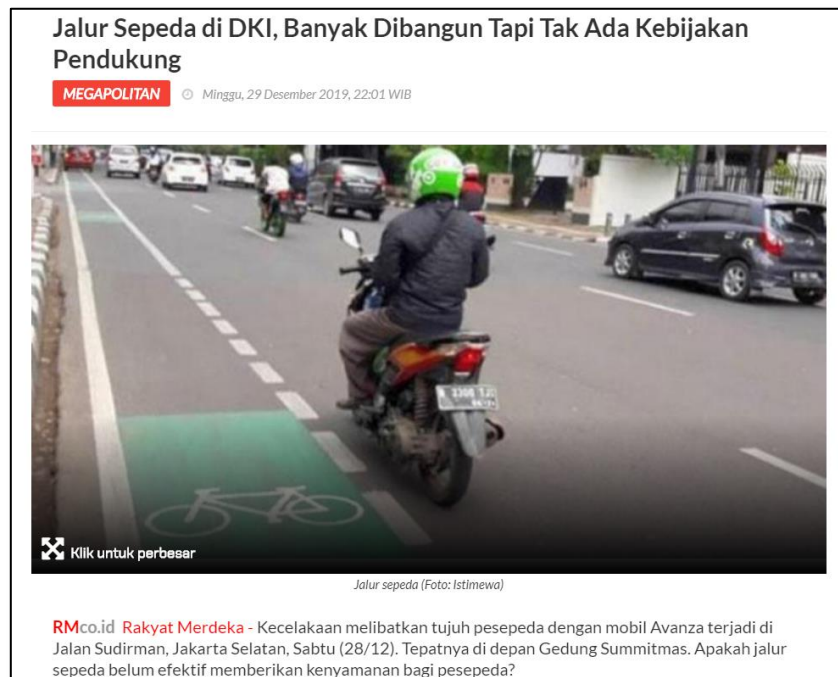 Jalur Sepeda di DKI, Banyak Dibangun Tapi Tak Ada Kebijakan
Pendukung
MEGAPOLITAN Minggu, 29 Desember 2019, 22:01 WIB
Klik untuk perbesar
Jalur sepeda (Foto: Istimewa)
RMco.id Rakyat Merdeka - Kecelakaan melibatkan tujuh pesepeda dengan mobil Avanza terjadi di
Jalan Sudirman, Jakarta Selatan, Sabtu (28/12). Tepatnya di depan Gedung Summitmas. Apakah jalur
sepeda belum efektif memberikan kenyamanan bagi pesepeda?